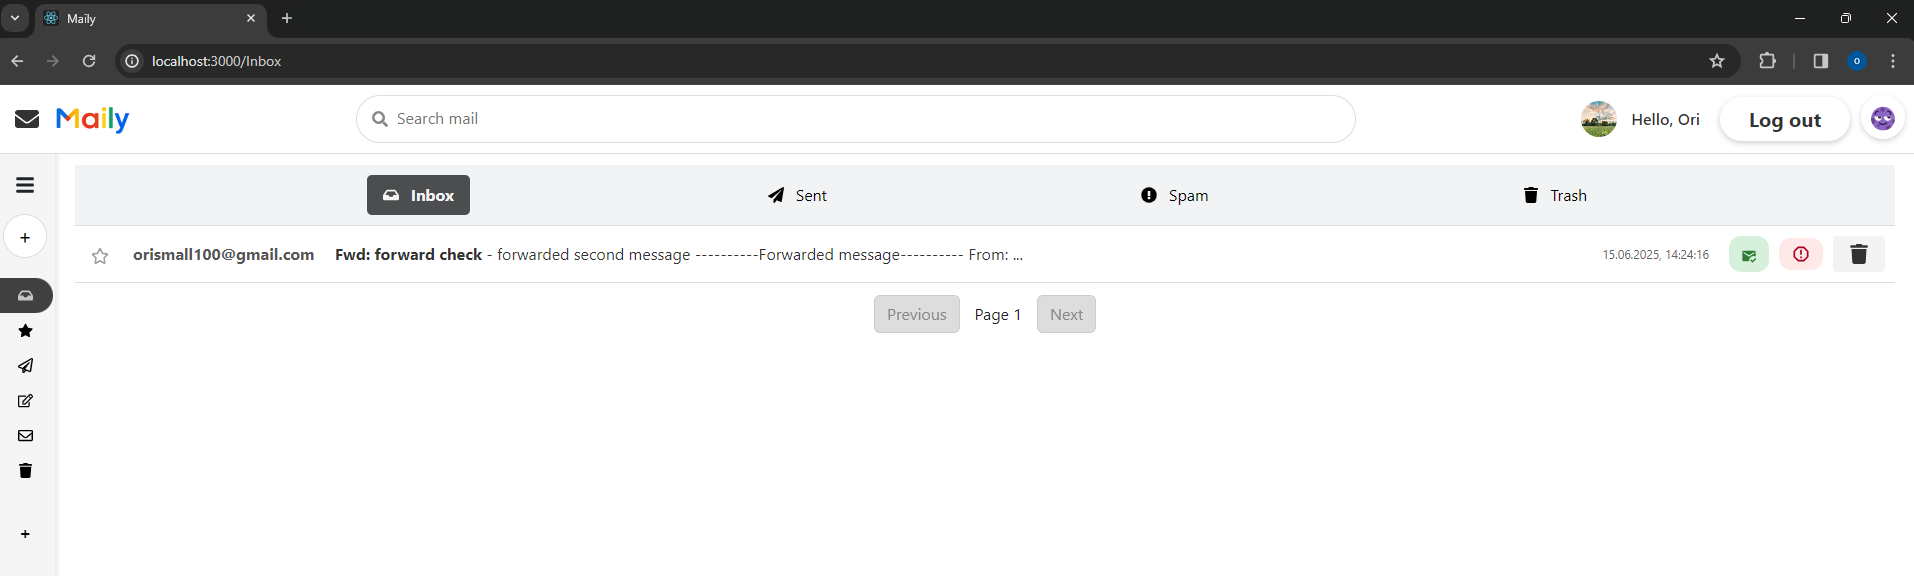 Maily
localhost:3000/Inbox
Maily
Search mail
Hello, Ori
Log out
Inbox
Sent
Spam
Trash
orismall100@gmail.com Fwd: forward check - forwarded second message ----------Forwarded message---------- From: ...
15.06.2025, 14:24:16
Previous
Page 1
Next